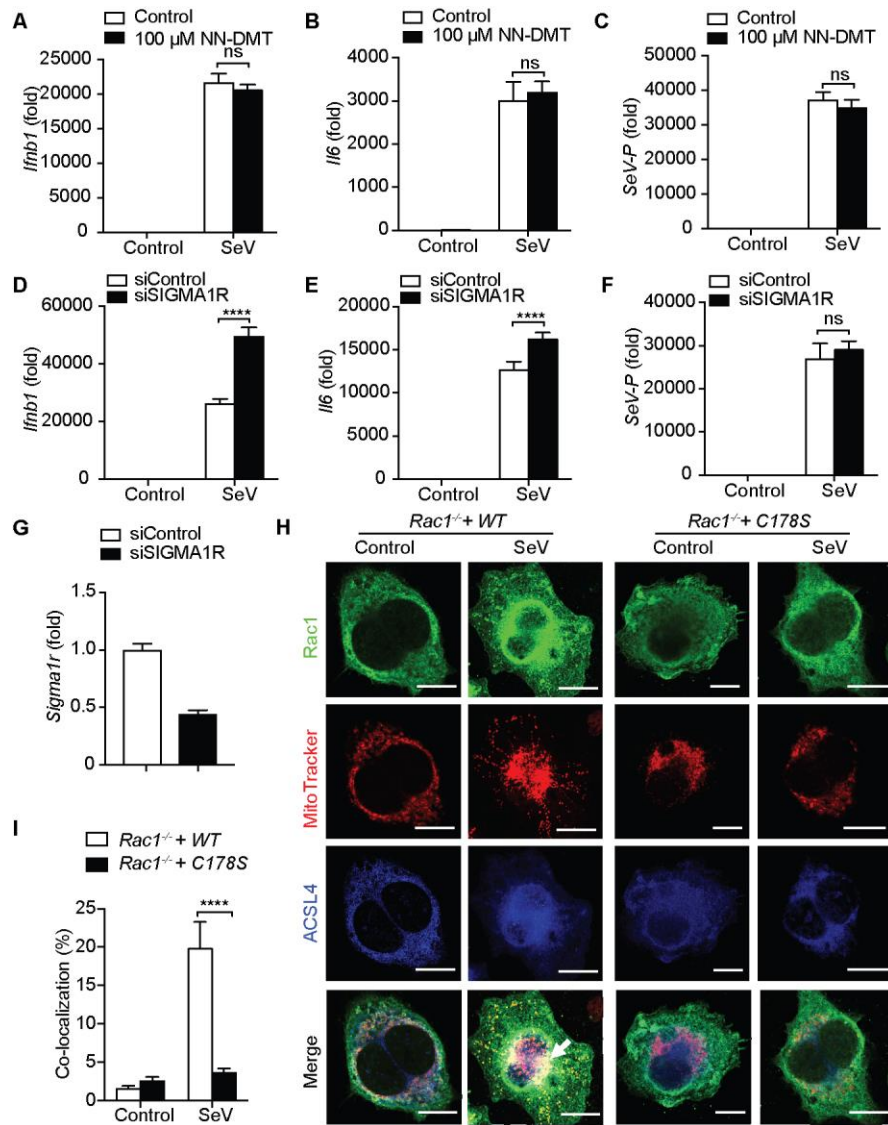 A
Control
100 µM NN-DMT
ns
Ifnb1 (fold)
25000
20000
15000
10000
5000
0
Control
SeV
B
Control
100 µM NN-DMT
ns
Il6 (fold)
4000
3000
2000
1000
0
Control
SeV
C
Control
100 µM NN-DMT
ns
SeV-P (fold)
50000
40000
30000
20000
10000
0
Control
SeV
D
siControl
siSIGMA1R
****
Ifnb1 (fold)
60000
40000
20000
0
Control
SeV
E
siControl
siSIGMA1R
****
Il6 (fold)
20000
15000
10000
5000
0
Control
SeV
F
siControl
siSIGMA1R
ns
SeV-P (fold)
40000
30000
20000
10000
0
Control
SeV
G
siControl
siSIGMA1R
Sigma1r (fold)
1.5
1.0
0.5
0
H
Rac1-/-+ WT
Rac1-/-+ C178S
Control
SeV
Control
SeV
Rac1
MitoTracker
ACSL4
Merge
I
Rac1-/- + WT
Rac1-/- + C178S
****
Co-localization (%)
25
20
15
10
5
0
Control
SeV